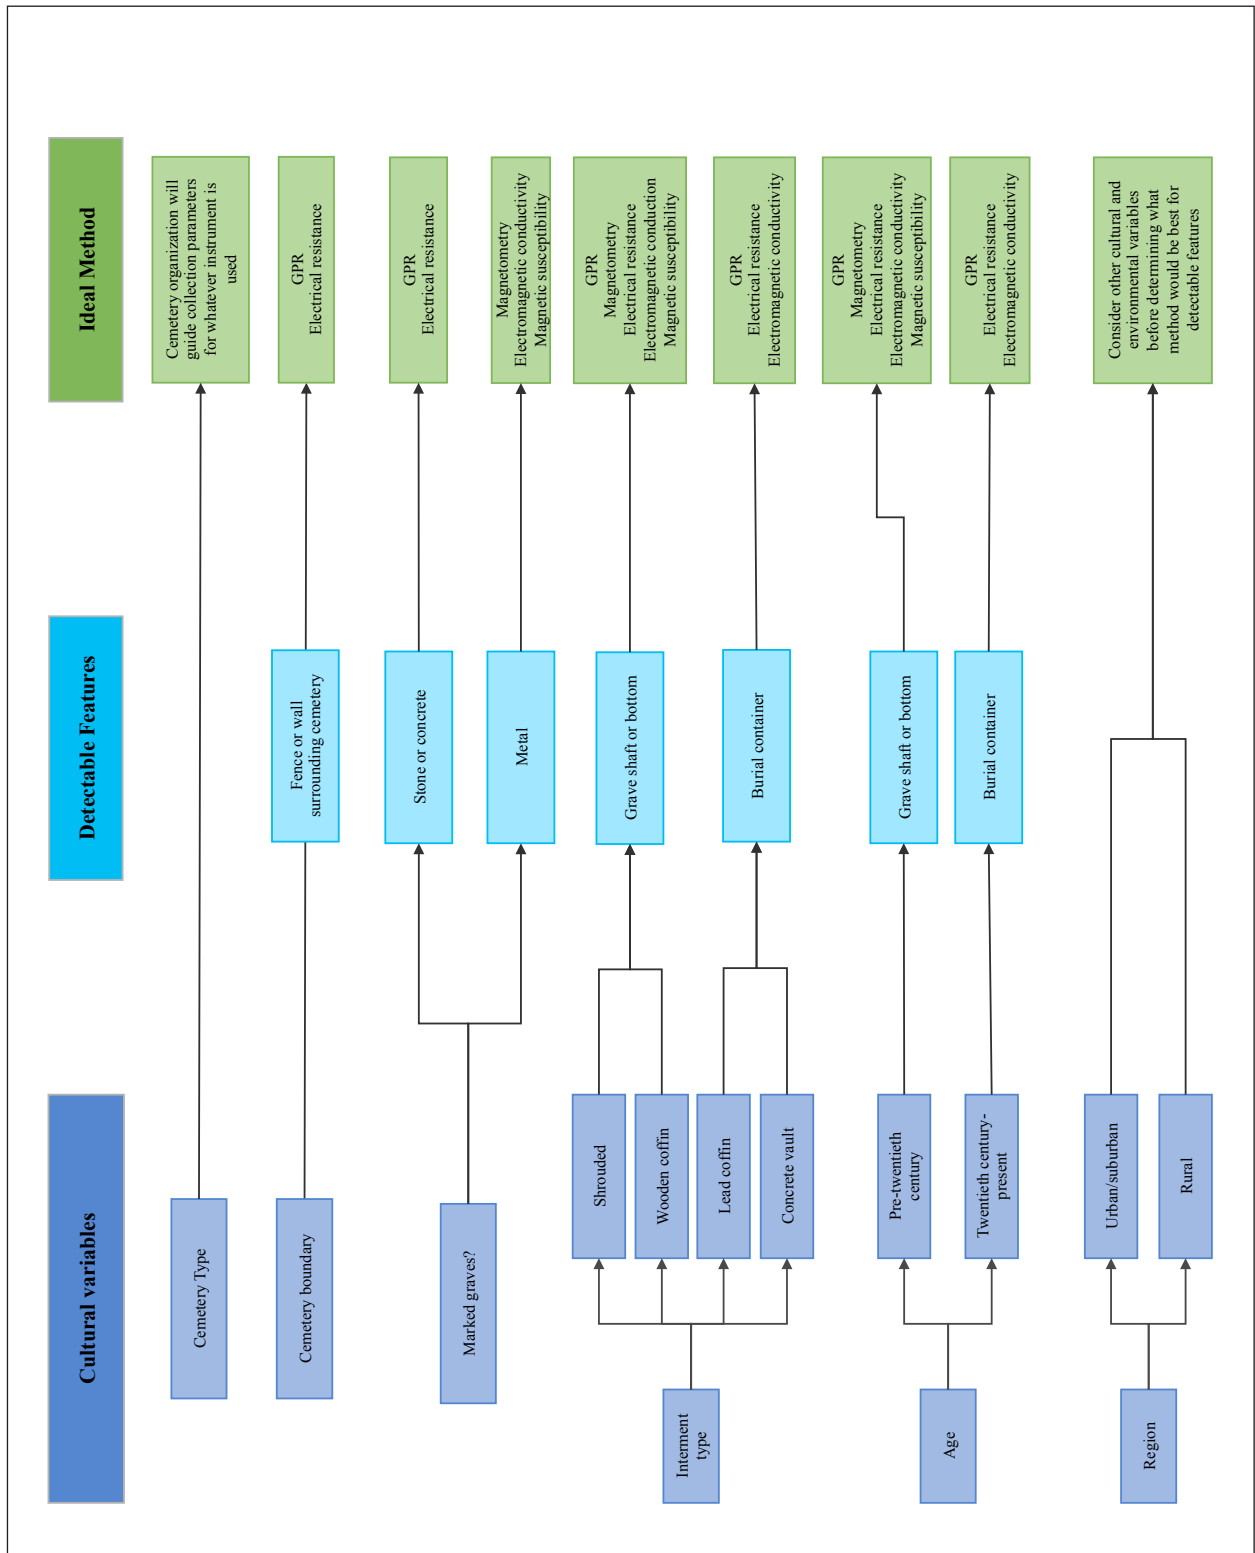 Cultural variables
Detectable Features
Ideal Method
Cemetery Type
Cemetery organization will
guide collection parameters
for whatever instrument is
used
Cemetery boundary
Fence or wall
surrounding cemetery
GPR
Electrical resistance
Marked graves?
Stone or concrete
GPR
Electrical resistance
Metal
Magnetometry
Electromagnetic conductivity
Magnetic susceptibility
Interment
type
Shrouded
Wooden coffin
Grave shaft or bottom
GPR
Magnetometry
Electrical resistance
Electromagnetic conduction
Magnetic susceptibility
Lead coffin
Concrete vault
Burial container
GPR
Electrical resistance
Electromagnetic conductivity
Age
Pre-twentieth
century
Grave shaft or bottom
GPR
Magnetometry
Electrical resistance
Electromagnetic conductivity
Magnetic susceptibility
Twentieth century-
present
Burial container
GPR
Electrical resistance
Electromagnetic conductivity
Region
Urban/suburban
Rural
Consider other cultural and
environmental variables
before determining what
method would be best for
detectable features